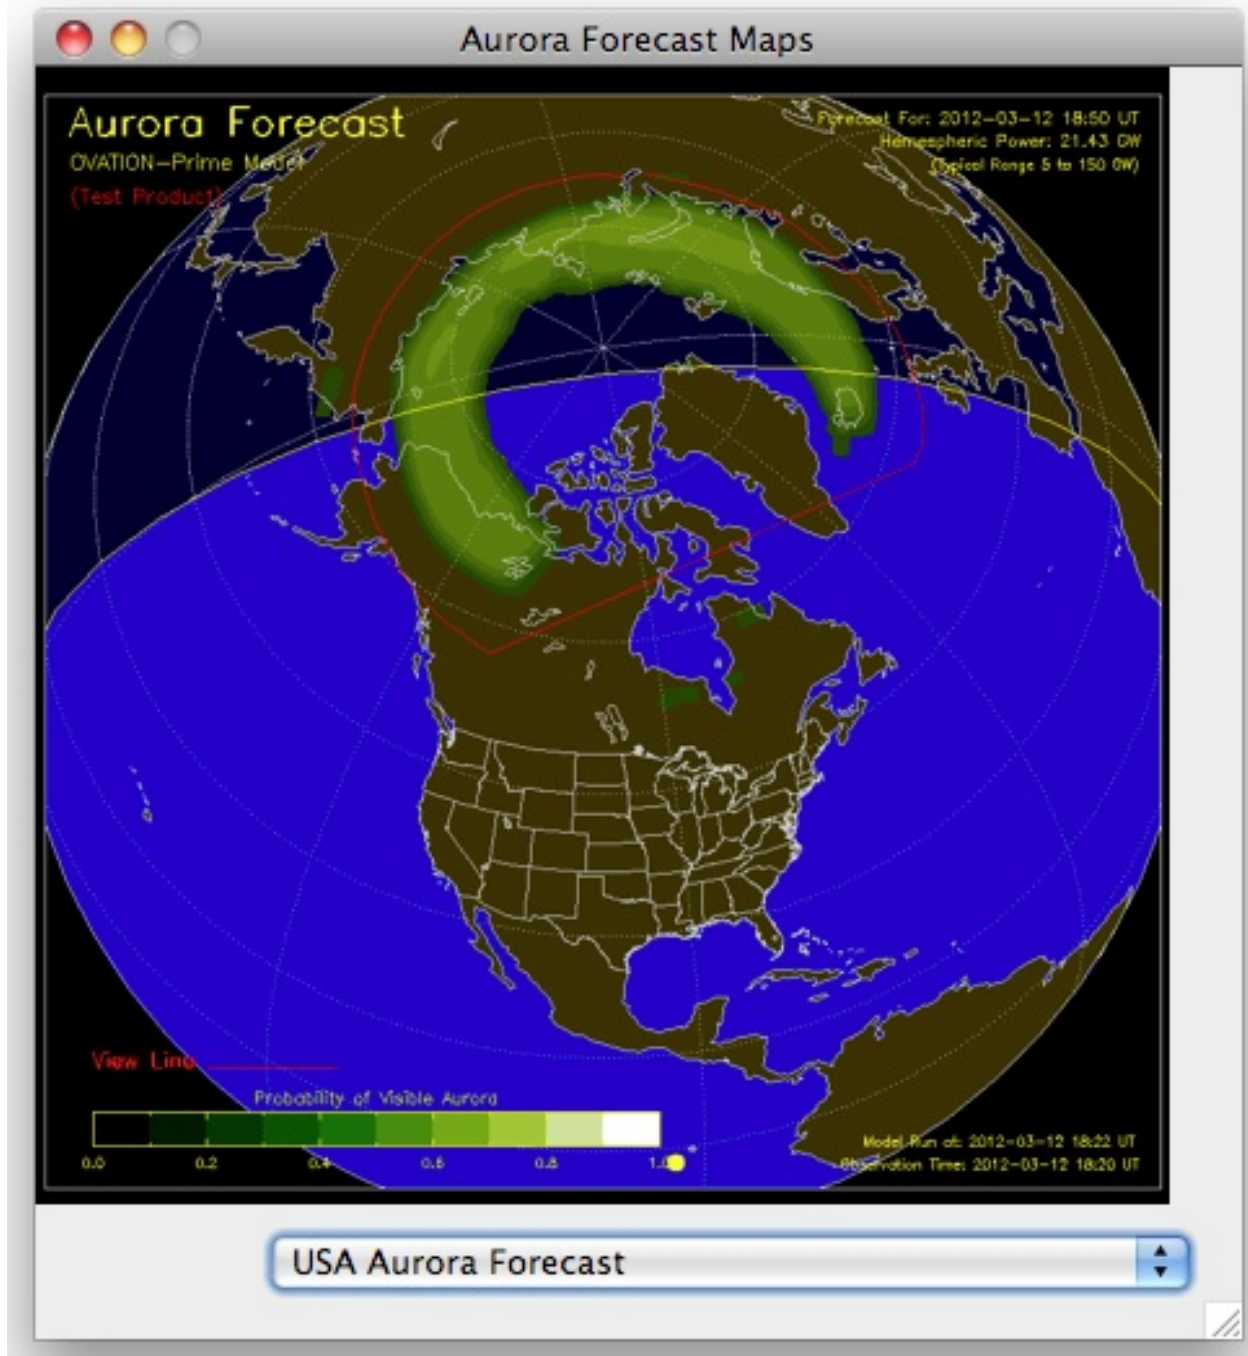 Aurora Forecast Maps
Aurora Forecast
OVATION-Prime Model
(Test Product)
Forecast For: 2012-03-12 18:50 UT
Hemespheric Power: 21.43 GW
(Typical Range 5 to 150 GW)
View Line
Probability of Visible Aurora
0.0 0.2 0.4 0.6 0.8 1.0
Model Run at: 2012-03-12 18:22 UT
Observation Time: 2012-03-12 18:20 UT
USA Aurora Forecast